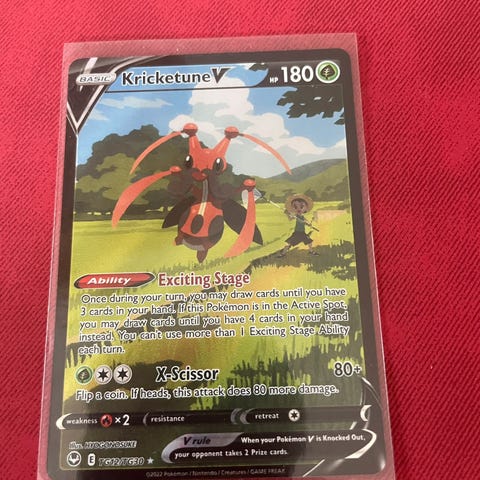 BASIC Kricketune V HP 180
Ability Exciting Stage
Once during your turn, you may draw cards until you have
3 cards in your hand. If this Pokémon is in the Active Spot,
you may draw cards until you have 4 cards in your hand
instead. You can't use more than 1 Exciting Stage Ability
each turn.
X-Scissor 80+
Flip a coin. If heads, this attack does 80 more damage.
weakness ×2 resistance retreat
Illus. HYOGONOSUKE
V rule When your Pokémon V is Knocked Out,
your opponent takes 2 Prize cards.
E TG12/TG30 ★
©2022 Pokémon / Nintendo / Creatures / GAME FREAK